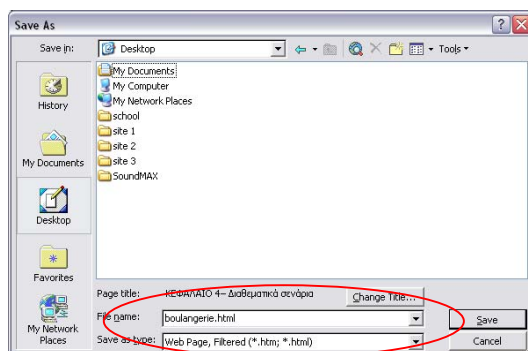 Save As
Save in:
Desktop
Tools
History
My Documents
Desktop
Favorites
My Network
Places
My Documents
My Computer
My Network Places
school
site 1
site 2
site 3
SoundMAX
Page title:
ΚΕΦΑΛΑΙΟ 4– Διαθεματικά σενάρια
Change Title...
File name:
boulangerie.html
Save
Save as type:
Web Page, Filtered (*.htm; *.html)
Cancel